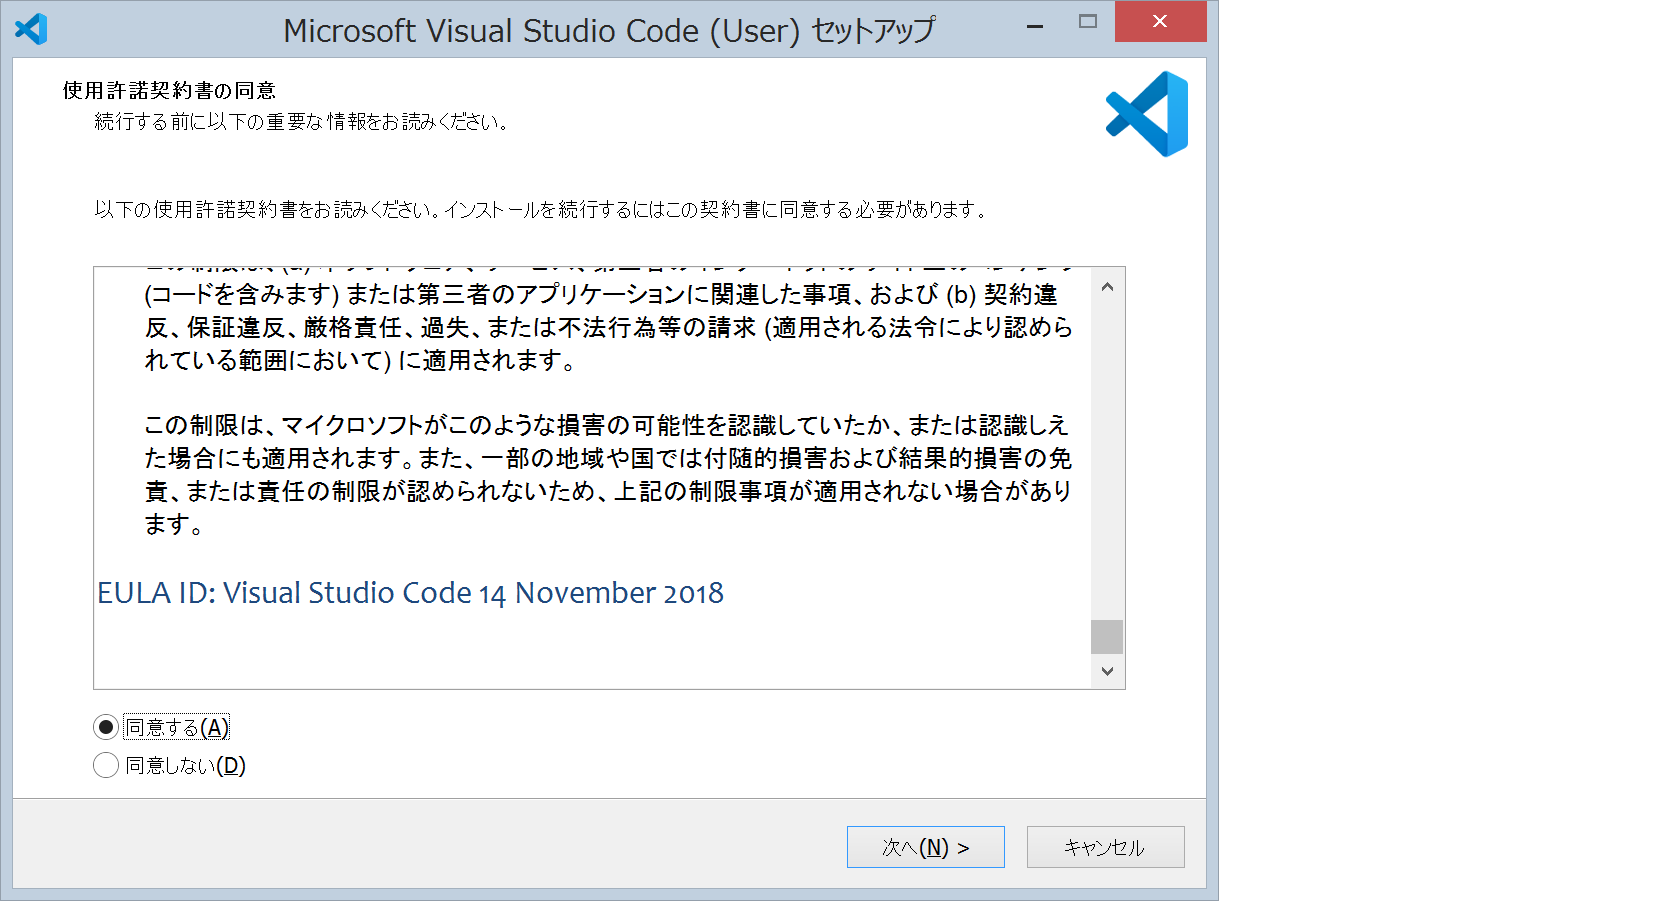 Microsoft Visual Studio Code (User) セットアップ
使用許諾契約書の同意
続行する前に以下の重要な情報をお読みください。
以下の使用許諾契約書をお読みください。インストールを続行するにはこの契約書に同意する必要があります。
(コードを含みます) または第三者のアプリケーションに関連した事項、および (b) 契約違
反、保証違反、厳格責任、過失、または不法行為等の請求 (適用される法令により認めら
れている範囲において) に適用されます。
この制限は、マイクロソフトがこのような損害の可能性を認識していたか、または認識しえ
た場合にも適用されます。また、一部の地域や国では付随的損害および結果的損害の免
責、または責任の制限が認められないため、上記の制限事項が適用されない場合があり
ます。
EULA ID: Visual Studio Code 14 November 2018
同意する(A)
同意しない(D)
次へ(N) >
キャンセル